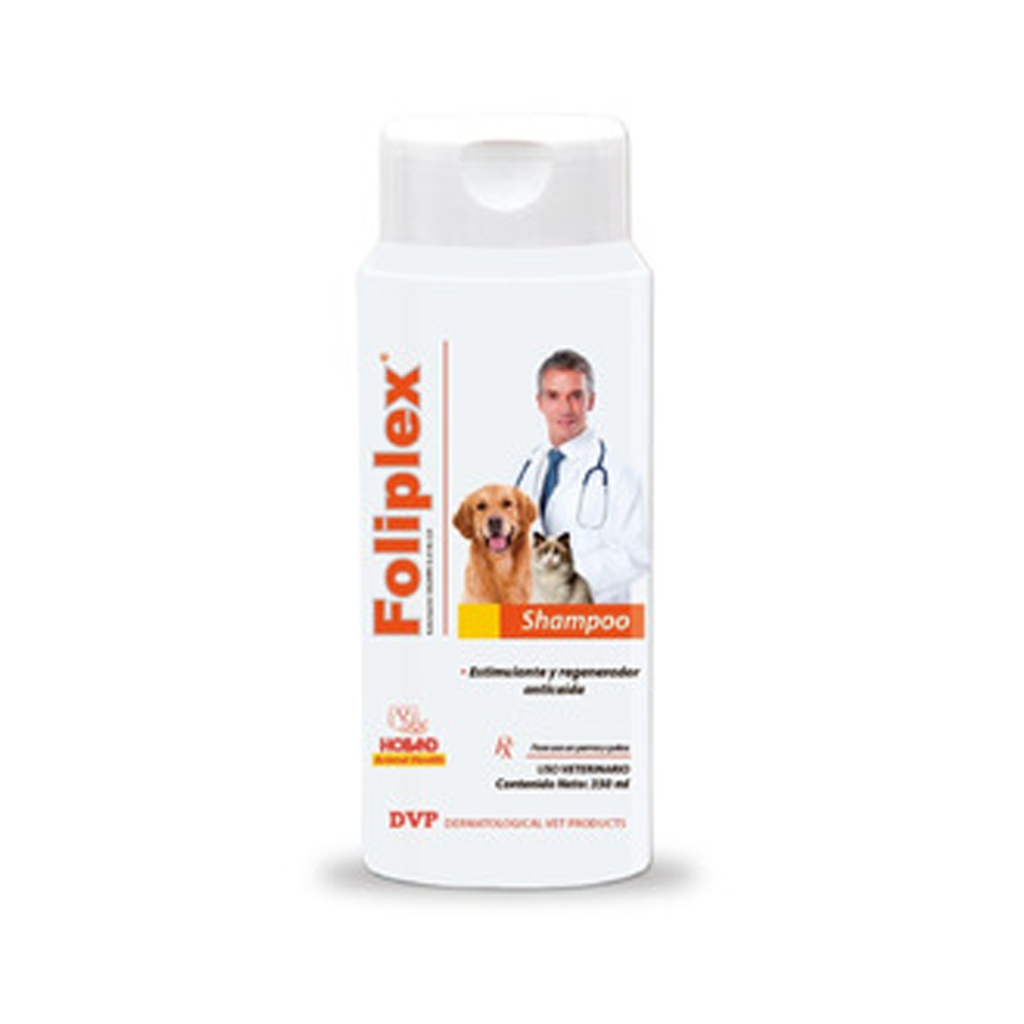 Foliplex®
Shampoo
• Estimulante y regenerador
anticaída
HOLLAND
Animal Health
Rx
Para uso en perros y gatos
USO VETERINARIO
Contenido Neto: 350 ml
DVP DERMATOLOGICAL VET PRODUCTS